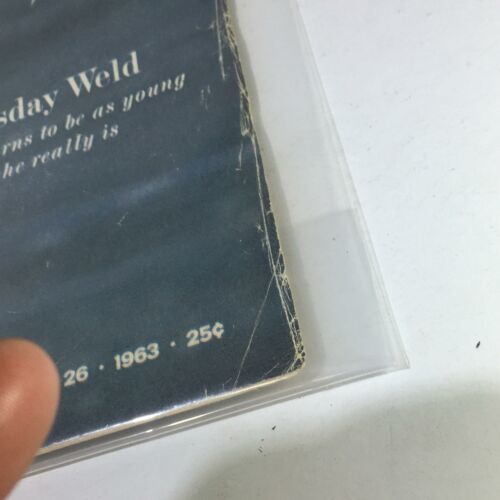 sday Weld
rns to be as young
he really is
26 · 1963 · 25¢